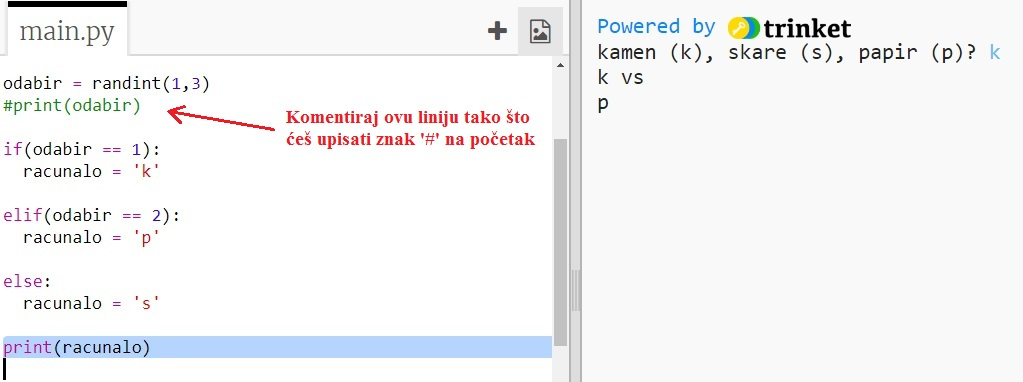 main.py
odabir = randint(1,3)
#print(odabir)
Komentiraj ovu liniju tako što
ćeš upisati znak '#' na početak
if(odabir == 1):
  racunalo = 'k'
elif(odabir == 2):
  racunalo = 'p'
else:
  racunalo = 's'
print(racunalo)
Powered by trinket
kamen (k), skare (s), papir (p)? k
k vs
p